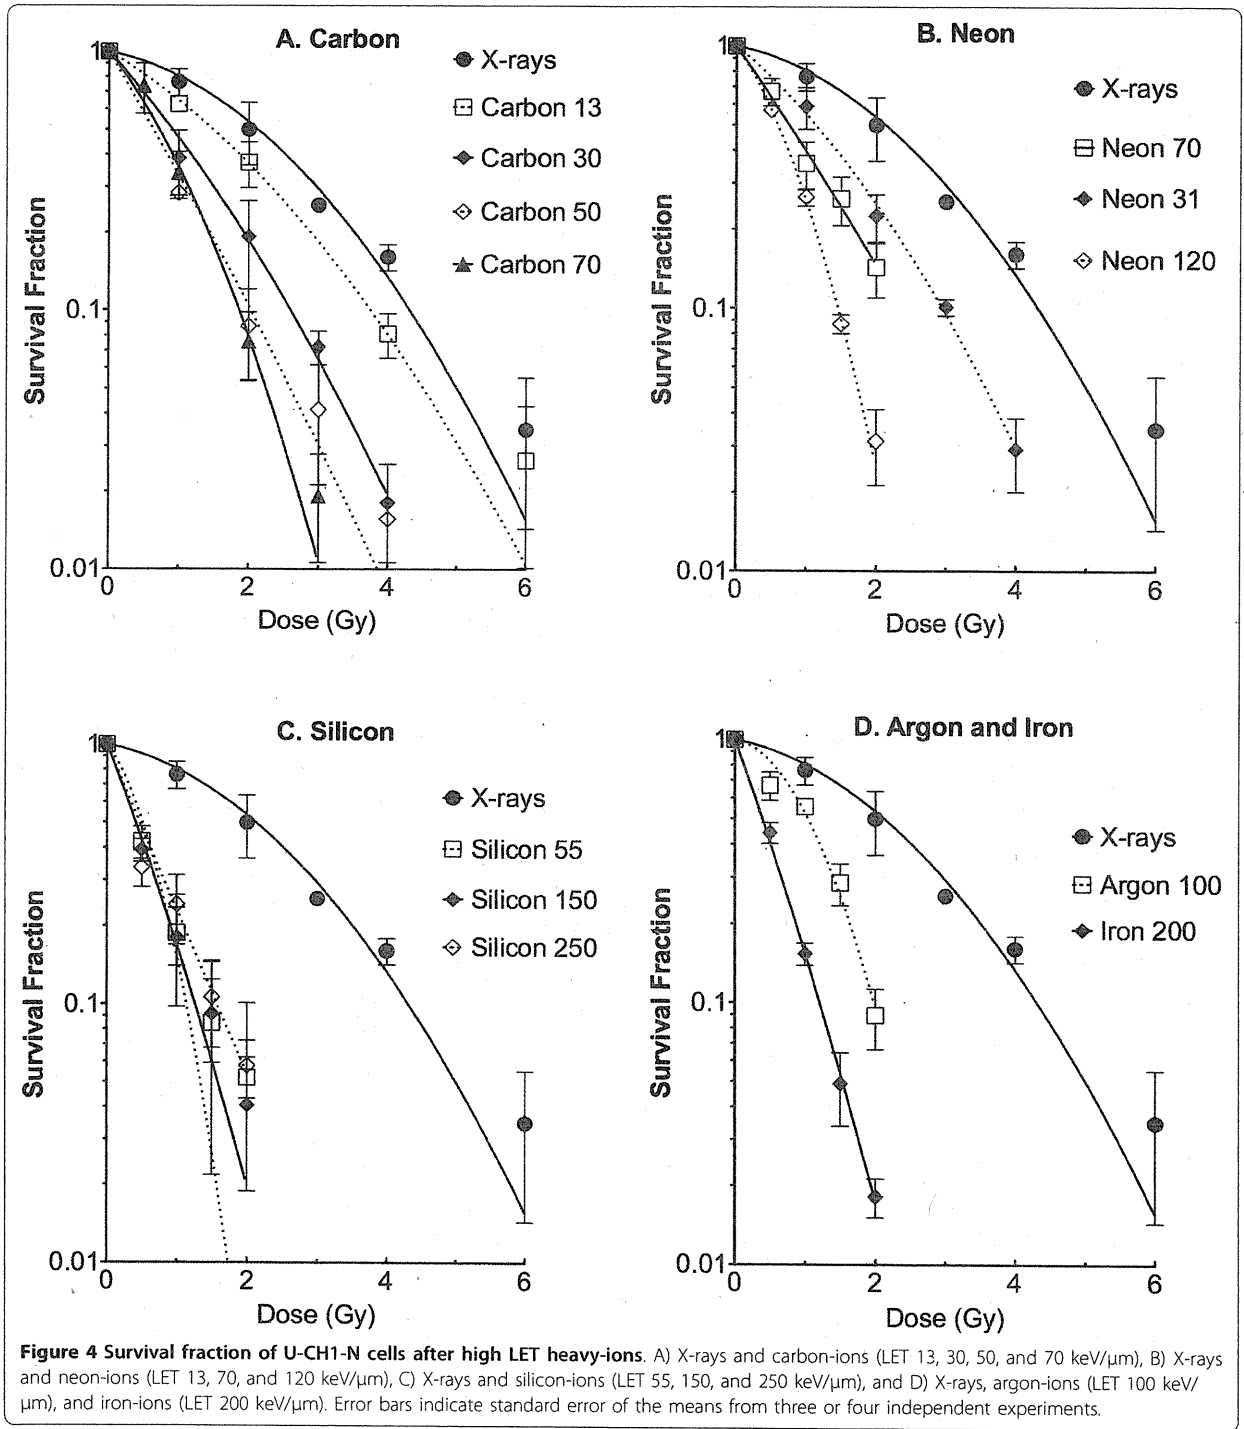 A. Carbon
X-rays
Carbon 13
Carbon 30
Carbon 50
Carbon 70
1
0.1
0.01
Survival Fraction
0
2
4
6
Dose (Gy)
B. Neon
X-rays
Neon 70
Neon 31
Neon 120
1
0.1
0.01
Survival Fraction
0
2
4
6
Dose (Gy)
C. Silicon
X-rays
Silicon 55
Silicon 150
Silicon 250
1
0.1
0.01
Survival Fraction
0
2
4
6
Dose (Gy)
D. Argon and Iron
X-rays
Argon 100
Iron 200
1
0.1
0.01
Survival Fraction
0
2
4
6
Dose (Gy)
Figure 4 Survival fraction of U-CH1-N cells after high LET heavy-ions. A) X-rays and carbon-ions (LET 13, 30, 50, and 70 keV/μm), B) X-rays
and neon-ions (LET 13, 70, and 120 keV/μm), C) X-rays and silicon-ions (LET 55, 150, and 250 keV/μm), and D) X-rays, argon-ions (LET 100 keV/
μm), and iron-ions (LET 200 keV/μm). Error bars indicate standard error of the means from three or four independent experiments.